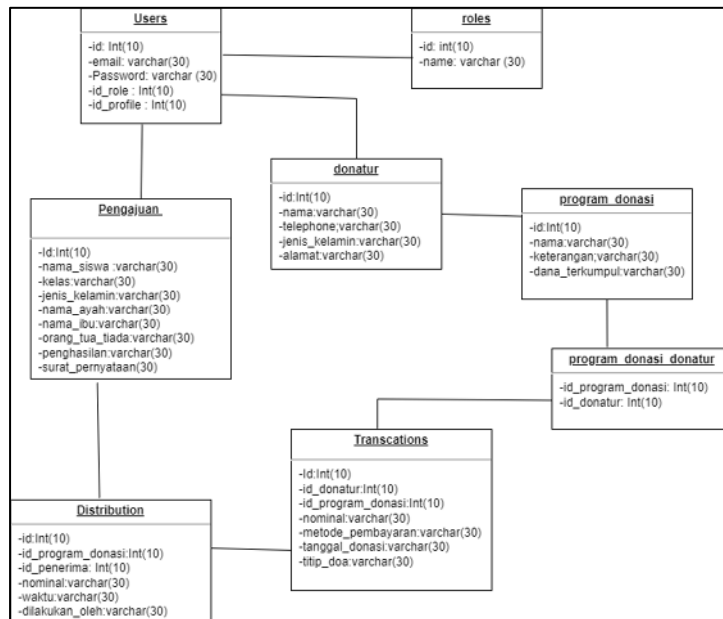 Users
-id: Int(10)
-email: varchar(30)
-Password: varchar (30)
-id_role : Int(10)
-id_profile : Int(10)
roles
-id: int(10)
-name: varchar (30)
donatur
-id:Int(10)
-nama:varchar(30)
-telephone;varchar(30)
-jenis_kelamin:varchar(30)
-alamat:varchar(30)
program_donasi
-id:Int(10)
-nama:varchar(30)
-keterangan;varchar(30)
-dana_terkumpul:varchar(30)
Pengajuan
-Id:Int(10)
-nama_siswa :varchar(30)
-kelas:varchar(30)
-jenis_kelamin:varchar(30)
-nama_ayah:varchar(30)
-nama_ibu:varchar(30)
-orang_tua_tiada:varchar(30)
-penghasilan:varchar(30)
-surat_pernyataan(30)
program_donasi_donatur
-id_program_donasi: Int(10)
-id_donatur: Int(10)
Transcations
-Id:Int(10)
-id_donatur:Int(10)
-id_program_donasi:Int(10)
-nominal:varchar(30)
-metode_pembayaran:varchar(30)
-tanggal_donasi:varchar(30)
-titip_doa:varchar(30)
Distribution
-id:Int(10)
-id_program_donasi:Int(10)
-id_penerima: Int(10)
-nominal:varchar(30)
-waktu:varchar(30)
-dilakukan_oleh:varchar(30)